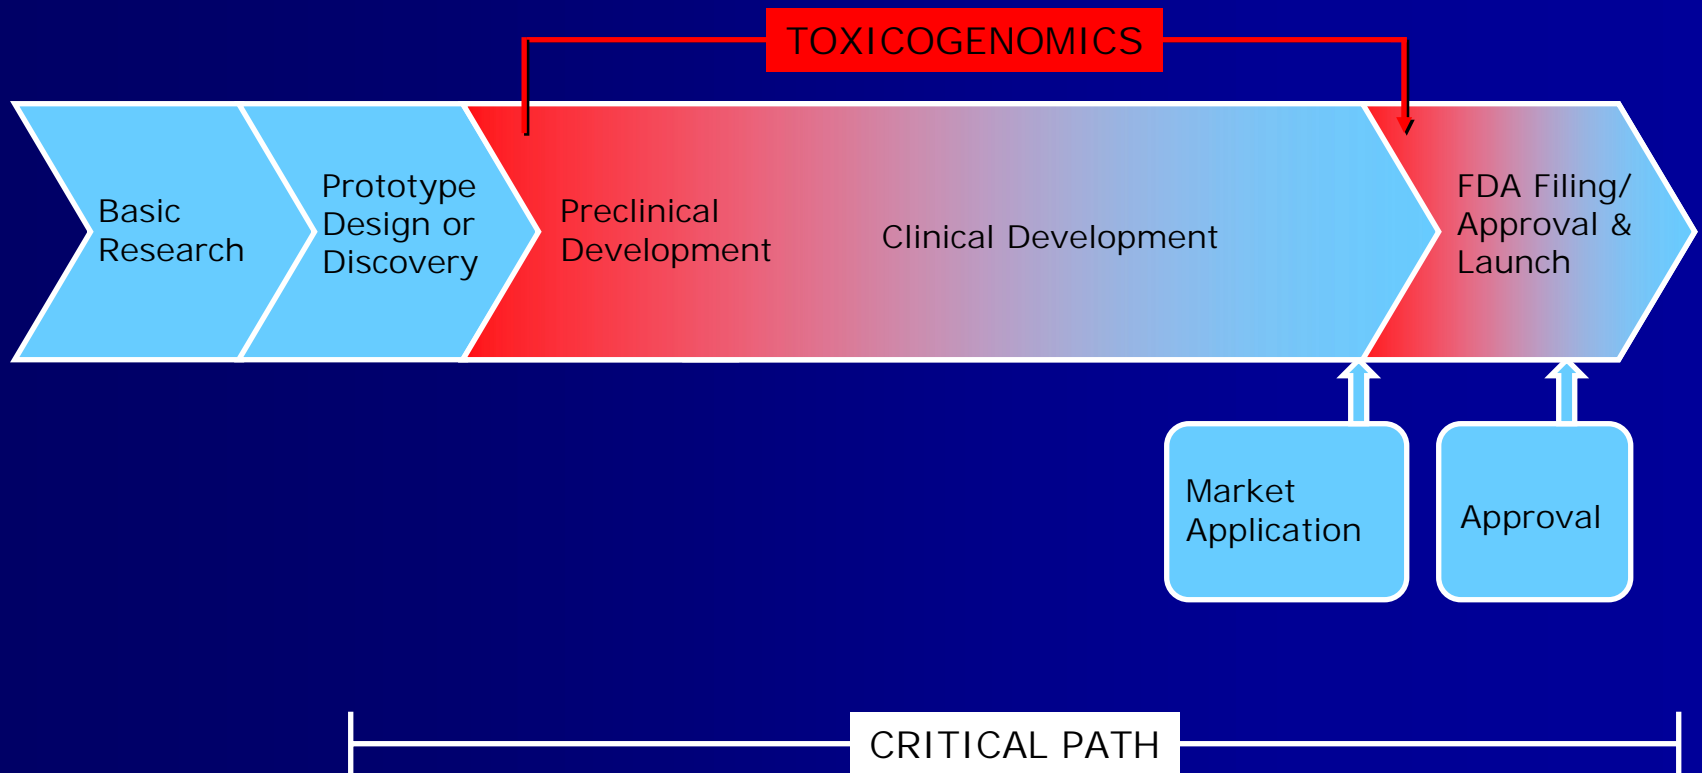 TOXICOGENOMICS
Basic
Research
Prototype
Design or
Discovery
Preclinical
Development
Clinical Development
FDA Filing/
Approval &
Launch
Market
Application
Approval
CRITICAL PATH